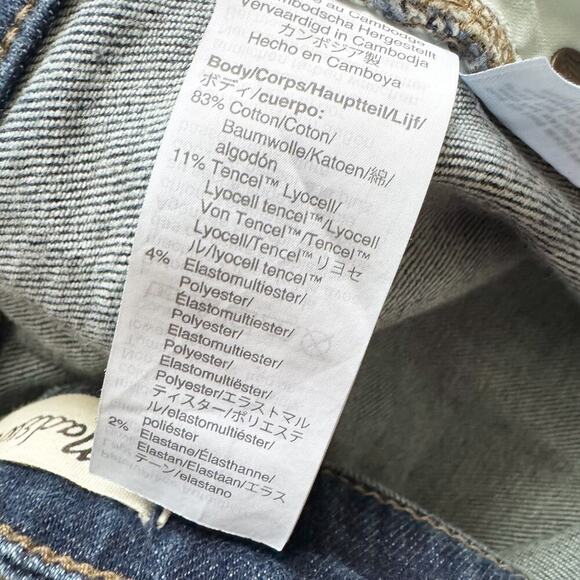 au Cambodge/
Kambodscha Hergestellt
Vervaardigd in Cambodja
カンボジア製
Hecho en Camboya
Body/Corps/Hauptteil/Lijf/
ボディ/cuerpo:
83% Cotton/Coton/
Baumwolle/Katoen/綿/
algodón
11% Tencel™ Lyocell/
Lyocell tencel™/Lyocell
Von Tencel™/Tencel™
Lyocell/Tencel™ リヨセ
ル/lyocell tencel™
4% Elastomultiester/
Polyester/
Élastomultiester/
Polyester/
Elastomultiester/
Polyester/
Elastomultiéster/
Polyester/エラストマル
ティスター/ポリエステ
ル/elastomultiéster/
poliéster
2% Elastane/Élasthanne/
Elastan/Elastaan/エラス
テーン/elastano